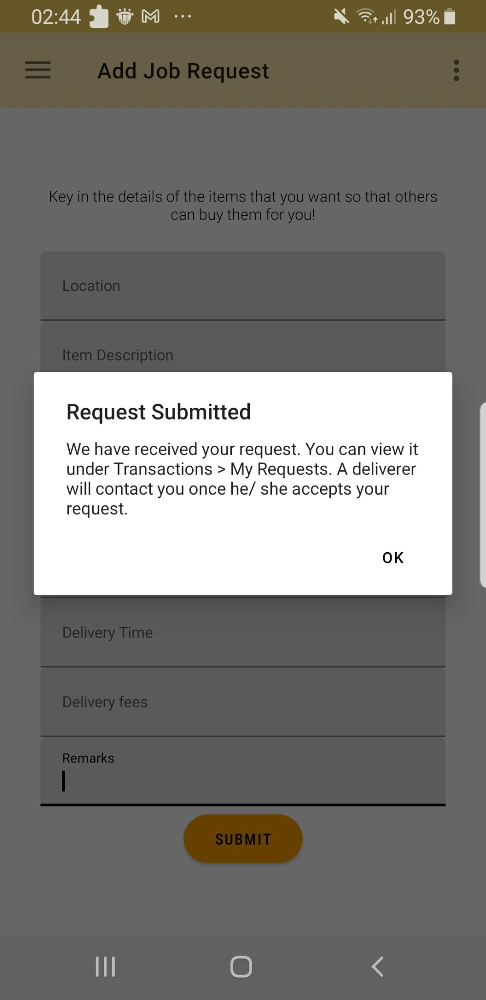 02:44
93%
Add Job Request
Key in the details of the items that you want so that others
can buy them for you!
Location
Item Description
Request Submitted
We have received your request. You can view it
under Transactions > My Requests. A deliverer
will contact you once he/ she accepts your
request.
OK
Delivery Time
Delivery fees
Remarks
SUBMIT